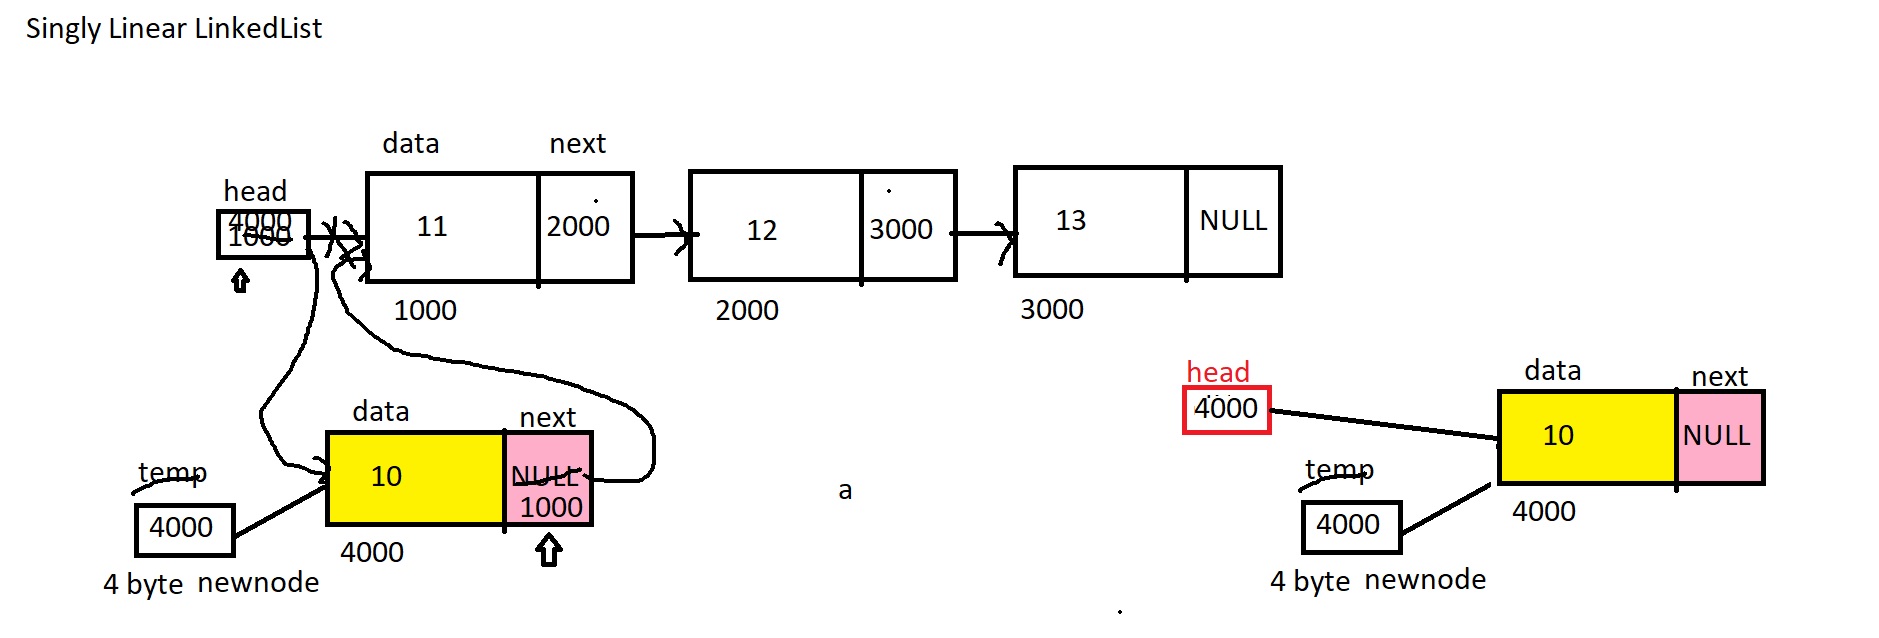 Singly Linear LinkedList
data next
head
4000
1000
11 2000
12 3000
13 NULL
1000
2000
3000
data next
temp
4000
10 NULL
1000
4000
4 byte newnode
a
head
4000
data next
10 NULL
temp
4000
4000
4 byte newnode